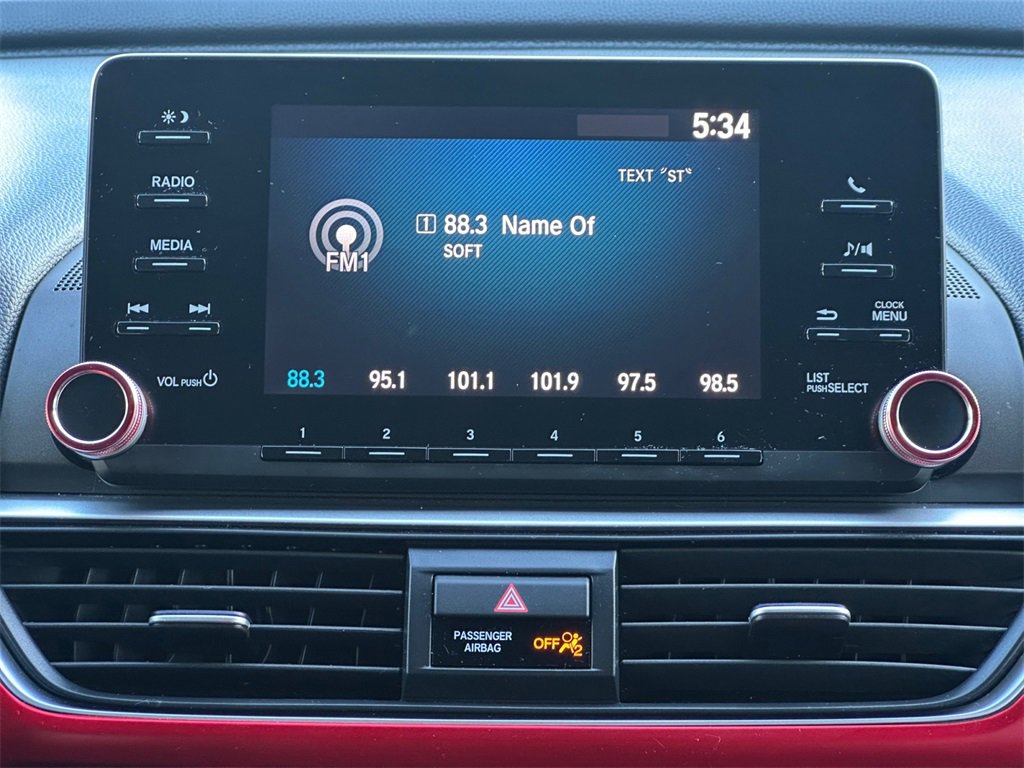 5:34
RADIO
TEXT "ST"
1 88.3 Name Of
SOFT
FM1
MEDIA
CLOCK
MENU
VOL PUSH
88.3 95.1 101.1 101.9 97.5 98.5
LIST
PUSH SELECT
1 2 3 4 5 6
PASSENGER
AIRBAG
OFF
2